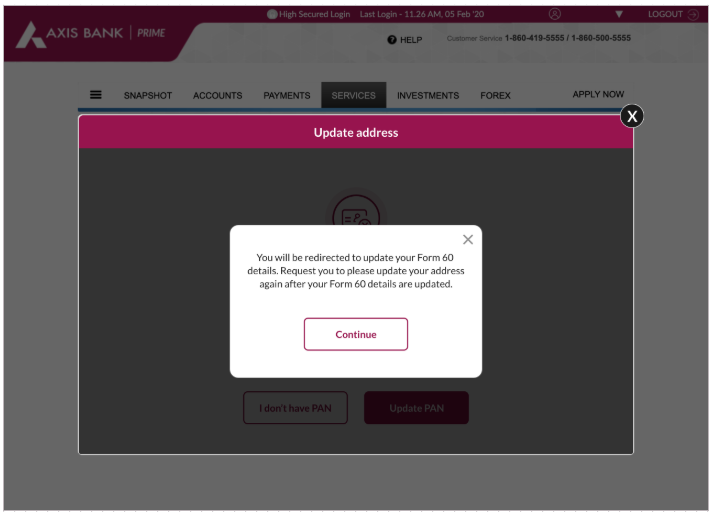 High Secured Login Last Login - 11.26 AM, 05 Feb '20 LOGOUT
AXIS BANK | PRIME
HELP Customer Service 1-860-419-5555 / 1-860-500-5555
SNAPSHOT ACCOUNTS PAYMENTS SERVICES INVESTMENTS FOREX APPLY NOW
X
Update address
You will be redirected to update your Form 60
details. Request you to please update your address
again after your Form 60 details are updated.
Continue
I don't have PAN Update PAN